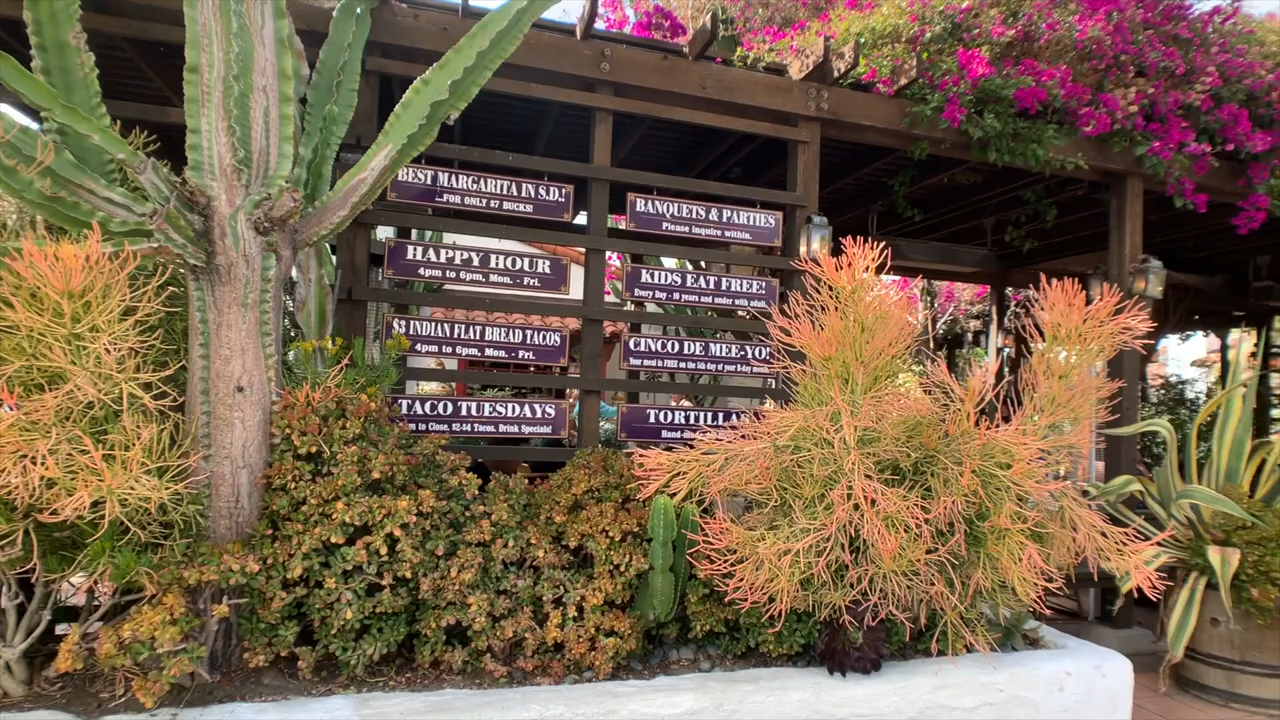 BEST MARGARITA IN S.D.!
...FOR ONLY $7 BUCKS!
HAPPY HOUR
4pm to 6pm, Mon. - Fri.
$3 INDIAN FLAT BREAD TACOS
4pm to 6pm, Mon. - Fri.
TACO TUESDAYS
to Close. $2-$4 Tacos. Drink Specials!
BANQUETS & PARTIES
Please inquire within.
KIDS EAT FREE!
Every Day - 10 years and under with adult.
CINCO DE MEE-YO!
Your meal is FREE on the 5th day of your B-day month